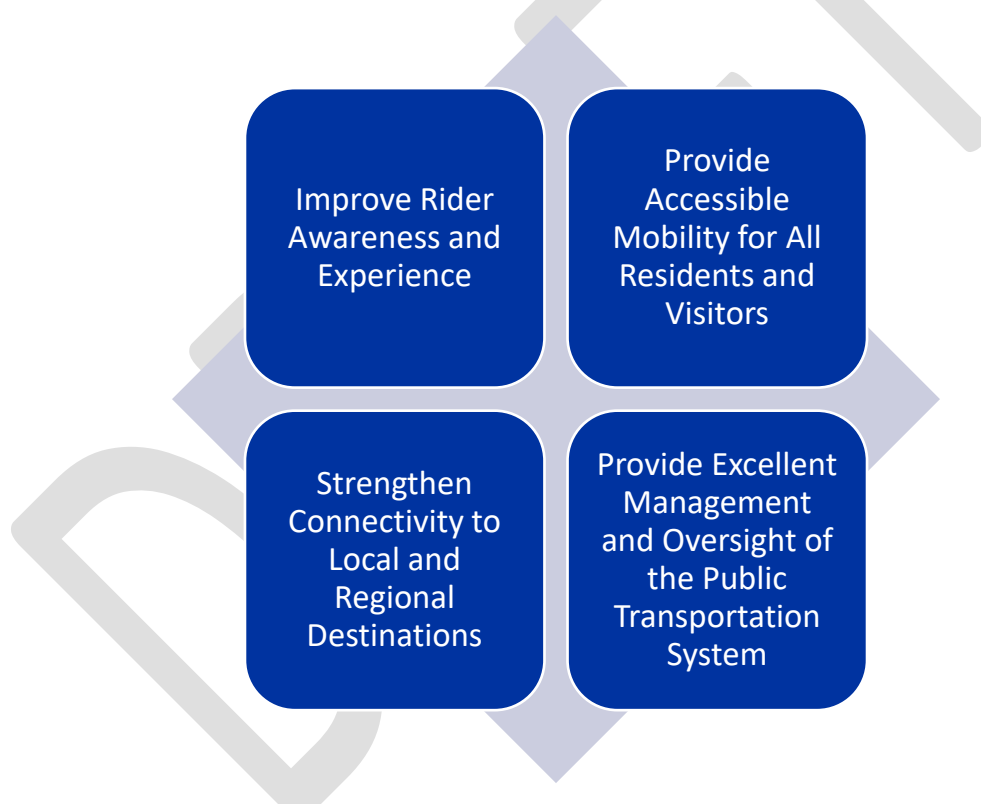 Improve Rider
Awareness and
Experience
Provide
Accessible
Mobility for All
Residents and
Visitors
Strengthen
Connectivity to
Local and
Regional
Destinations
Provide Excellent
Management
and Oversight of
the Public
Transportation
System